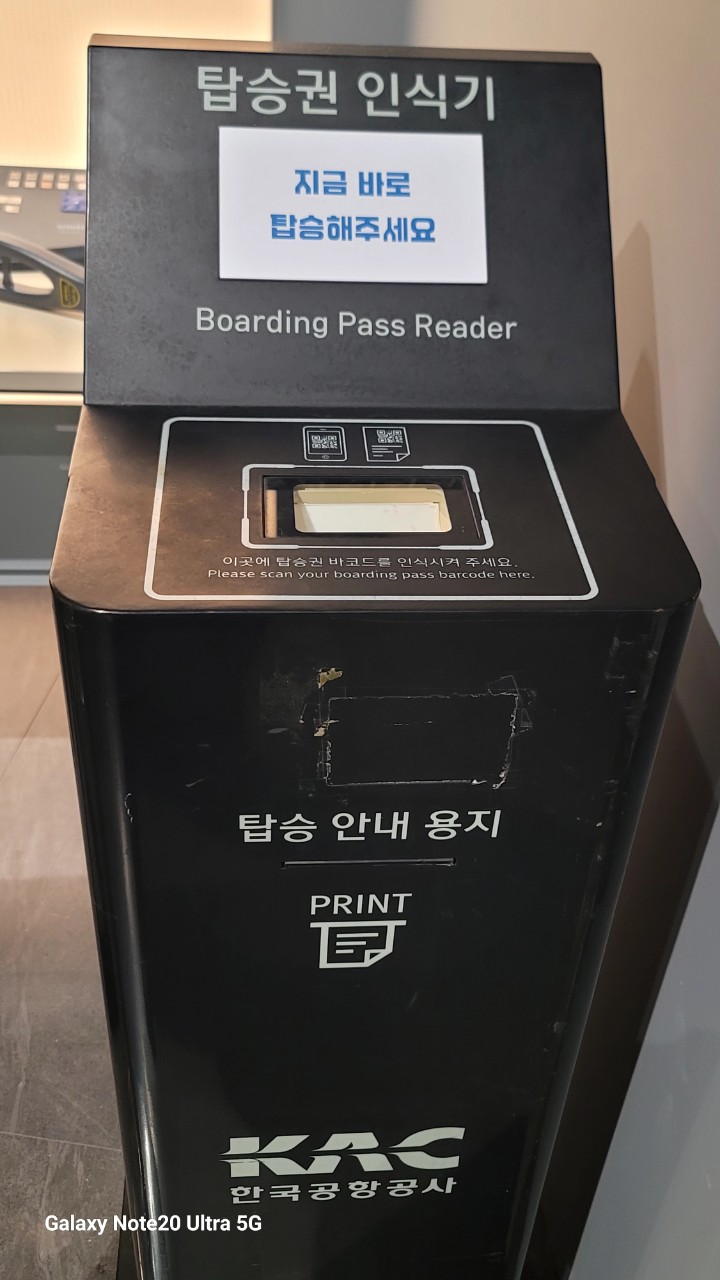 탑승권 인식기
지금 바로
탑승해주세요
Boarding Pass Reader
이곳에 탑승권 바코드를 인식시켜 주세요.
Please scan your boarding pass barcode here.
탑승 안내 용지
PRINT
KAC
한국공항공사
Galaxy Note20 Ultra 5G